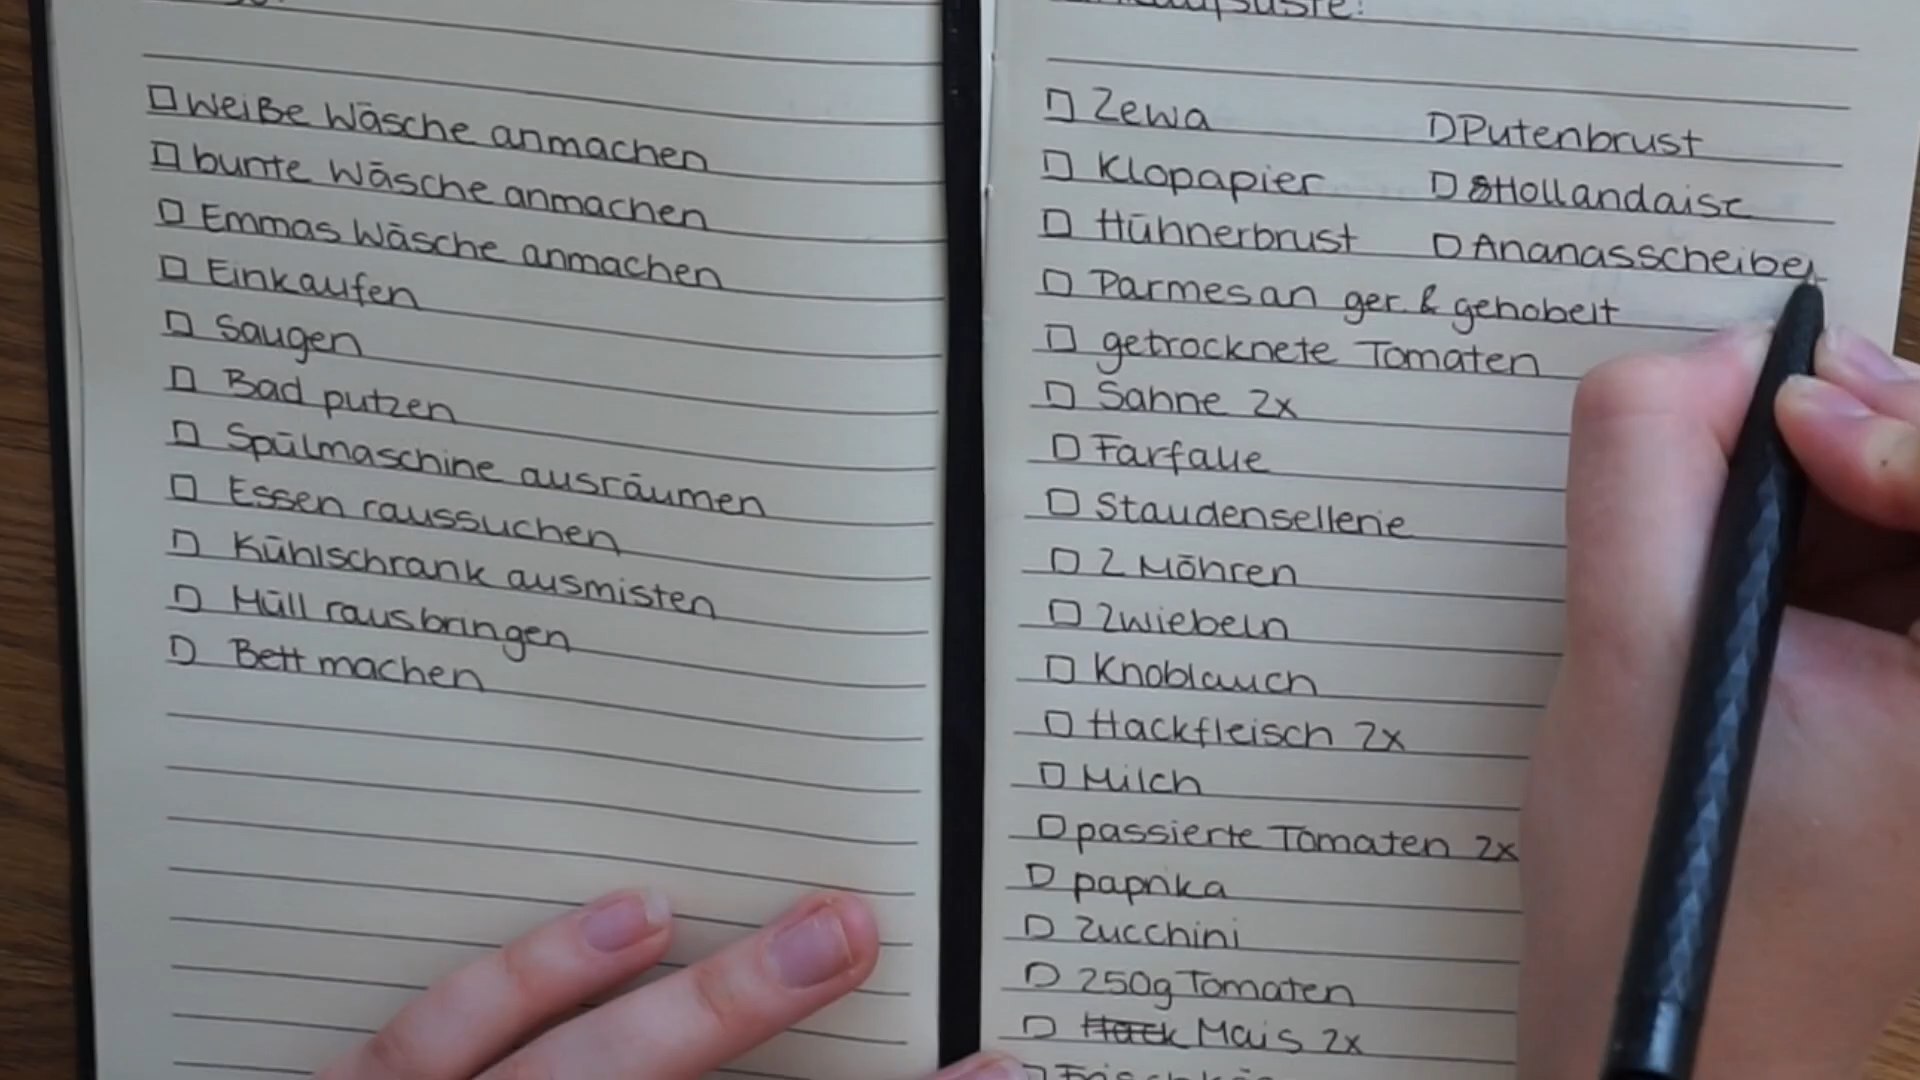 weiße Wäsche anmachen
bunte Wäsche anmachen
Emmas Wäsche anmachen
Einkaufen
Saugen
Bad putzen
Spülmaschine ausräumen
Essen raussuchen
Kühlschrank ausmisten
Müll rausbringen
Bett machen
Zewa
Klopapier
Hühnerbrust
Parmesan ger. & gehobelt
getrocknete Tomaten
Sahne 2x
Farfalle
Staudensellerie
2 Möhren
Zwiebeln
Knoblauch
Hackfleisch 2x
Milch
passierte Tomaten 2x
paprika
Zucchini
250g Tomaten
Mais 2x
Putenbrust
Hollandaise
Ananasscheibe